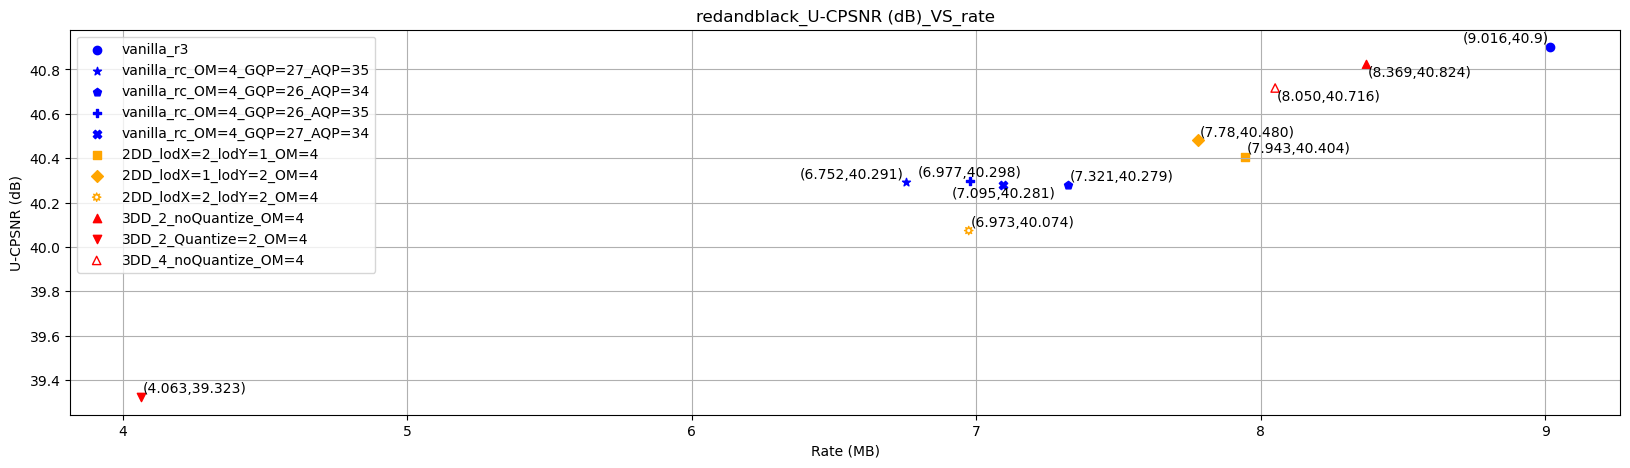 redandblack_U-CPSNR (dB)_VS_rate
U-CPSNR (dB)
40.8
40.6
40.4
40.2
40.0
39.8
39.6
39.4
vanilla_r3
vanilla_rc_OM=4_GQP=27_AQP=35
vanilla_rc_OM=4_GQP=26_AQP=34
vanilla_rc_OM=4_GQP=26_AQP=35
vanilla_rc_OM=4_GQP=27_AQP=34
2DD_lodX=2_lodY=1_OM=4
2DD_lodX=1_lodY=2_OM=4
2DD_lodX=2_lodY=2_OM=4
3DD_2_noQuantize_OM=4
3DD_2_Quantize=2_OM=4
3DD_4_noQuantize_OM=4
(9.016,40.9)
(8.369,40.824)
(8.050,40.716)
(7.78,40.480)
(7.943,40.404)
(6.752,40.291)
(6.977,40.298)
(7.321,40.279)
(7.095,40.281)
(6.973,40.074)
(4.063,39.323)
4
5
6
7
8
9
Rate (MB)